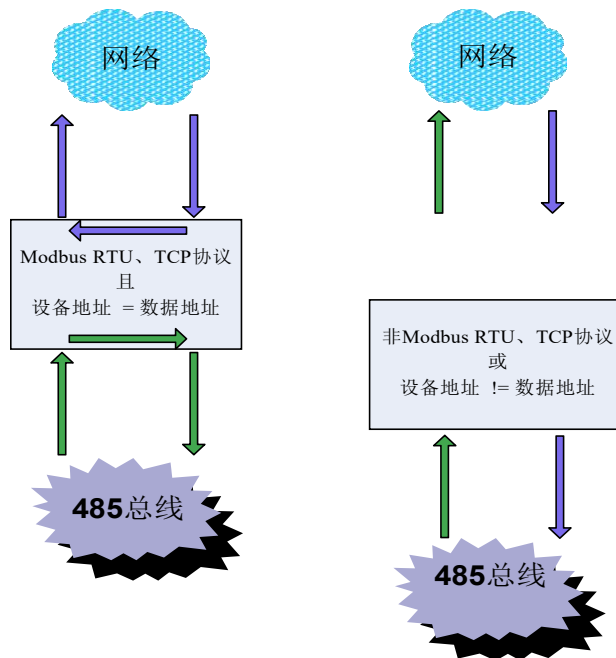 网络
Modbus RTU、TCP协议
且
设备地址 = 数据地址
485总线
网络
非Modbus RTU、TCP协议
或
设备地址 != 数据地址
485总线